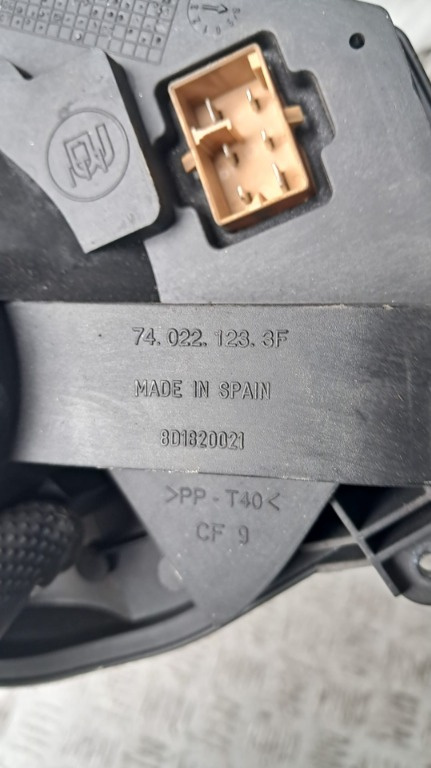 74.022.123.3F
MADE IN SPAIN
8D1820021
>PP-T40<
CF 9